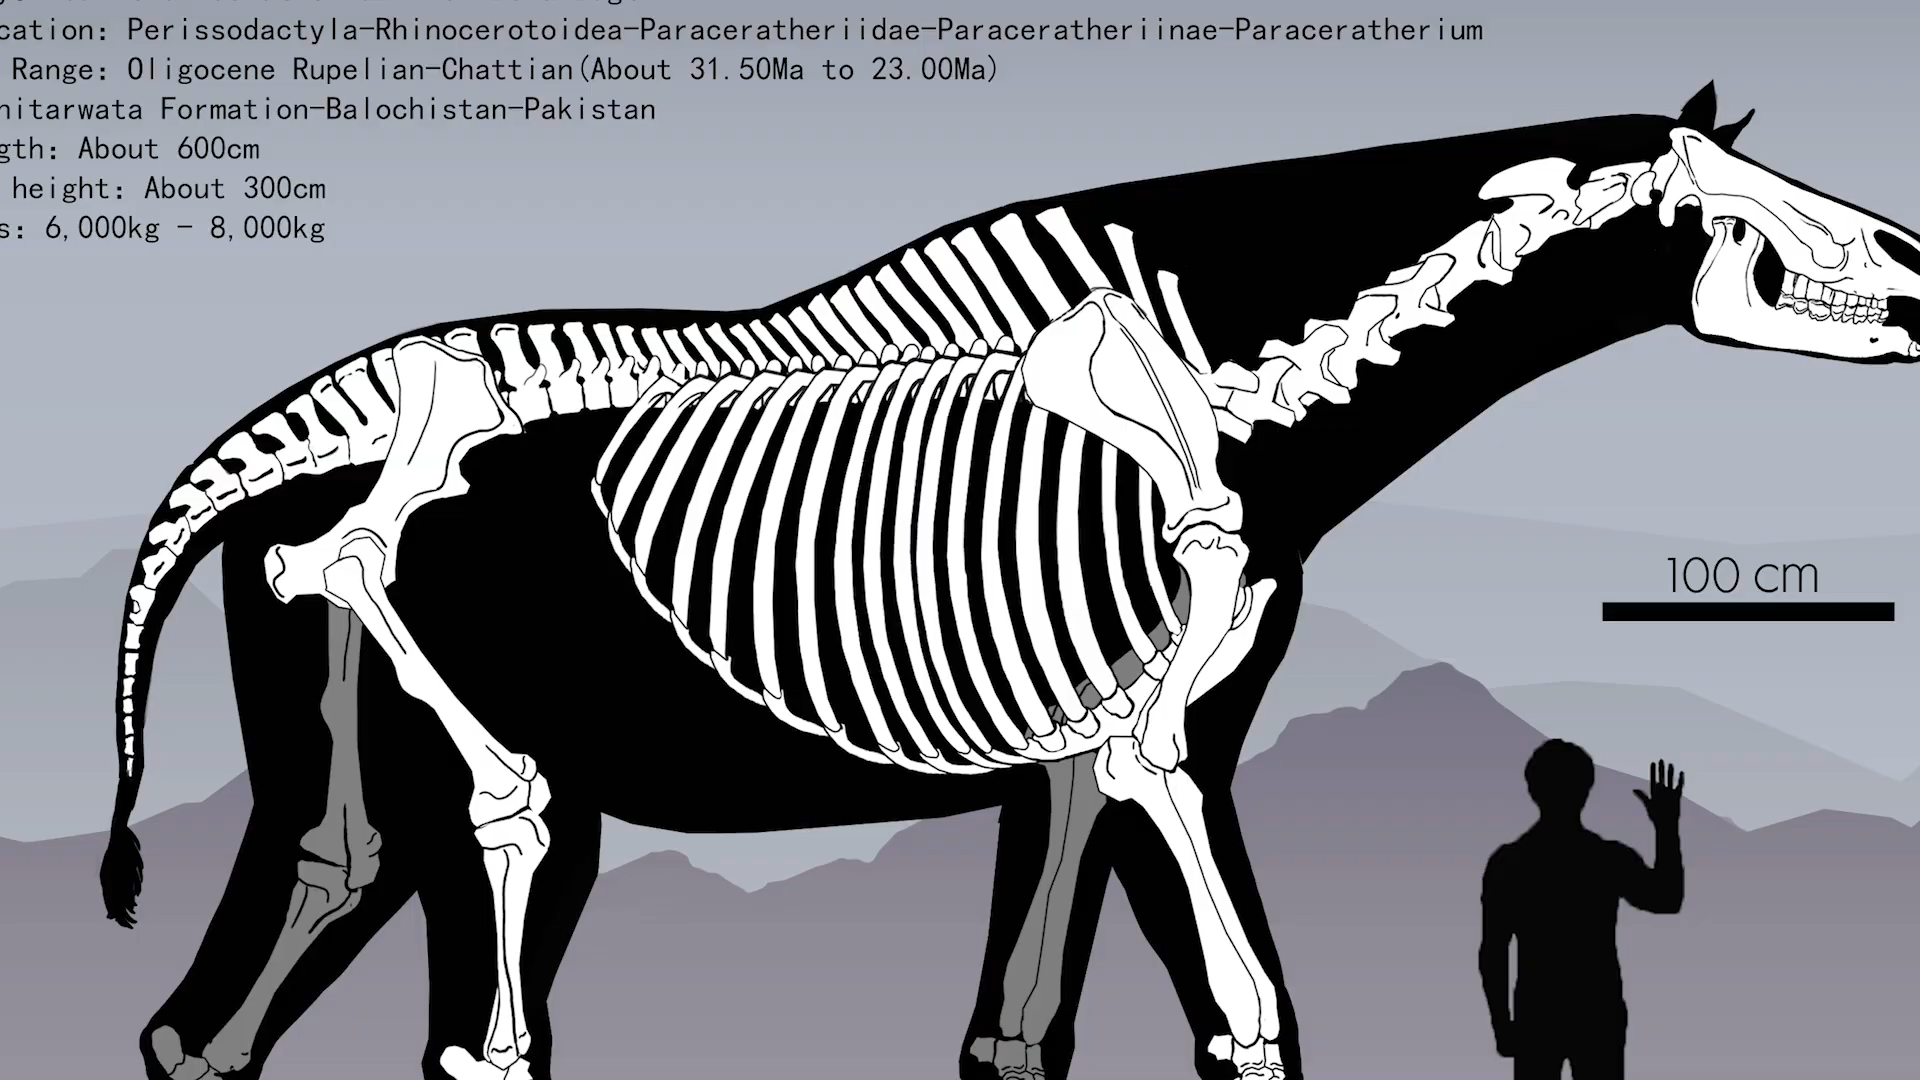 cation: Perissodactyla-Rhinocerotoidea-Paraceratheriidae-Paraceratheriinae-Paraceratherium
Range: Oligocene Rupelian-Chattian(About 31.50Ma to 23.00Ma)
hitarwata Formation-Balochistan-Pakistan
gth: About 600cm
height: About 300cm
s: 6,000kg - 8,000kg
100 cm